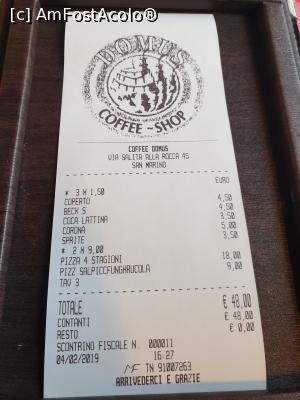 [c] AmFostAcolo®
DOMUS
COFFEE ~ SHOP
COFFEE DOMUS
VIA SALITA ALLA ROCCA 45
SAN MARINO
EURO
* 3 X 1,50
COPERTO 4,50
BECK S 4,50
COCA LATTINA 3,50
CORONA 5,00
SPRITE 3,50
* 2 X 9,00
PIZZA 4 STAGIONI 18,00
PIZZ SALPICCFUNGHRUCOLA 9,00
TAV 3
TOTALE € 48,00
CONTANTI € 48,00
RESTO € 0,00
SCONTRINO FISCALE N 000011
04/02/2019 16 27
MF TN 91007263
ARRIVEDERCI E GRAZIE